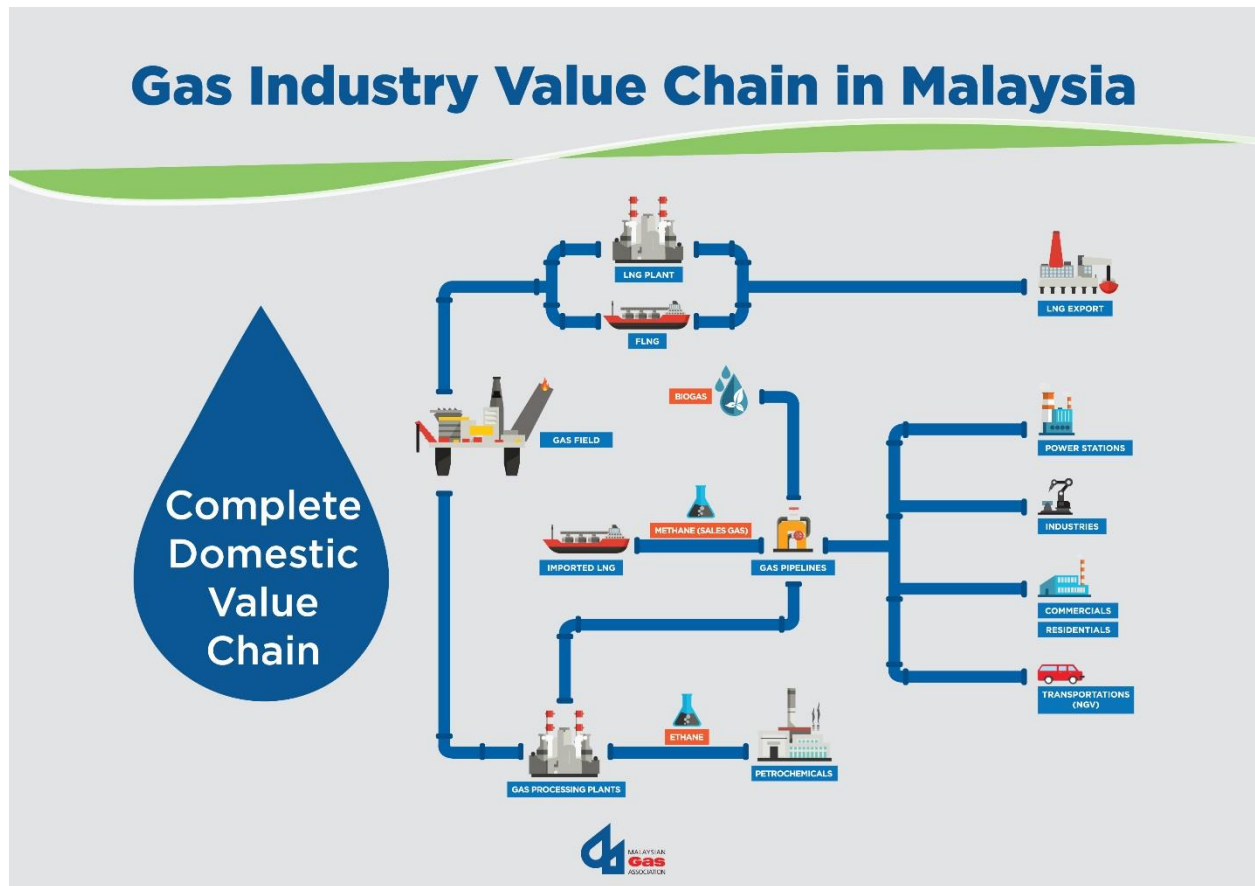 Gas Industry Value Chain in Malaysia
LNG PLANT
FLNG
LNG EXPORT
BIOGAS
GAS FIELD
POWER STATIONS
Complete
Domestic
Value
Chain
METHANE (SALES GAS)
INDUSTRIES
IMPORTED LNG
GAS PIPELINES
COMMERCIALS
RESIDENTIALS
TRANSPORTATIONS
(NGV)
ETHANE
GAS PROCESSING PLANTS
PETROCHEMICALS
MALAYSIAN
Gas
ASSOCIATION